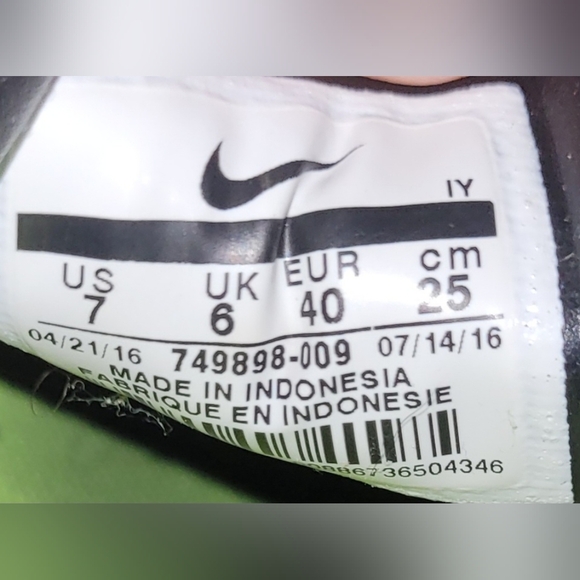 IY
US UK EUR cm
7 6 40 25
04/21/16 749898-009 07/14/16
MADE IN INDONESIA
FABRIQUE EN INDONESIE
00886736504346